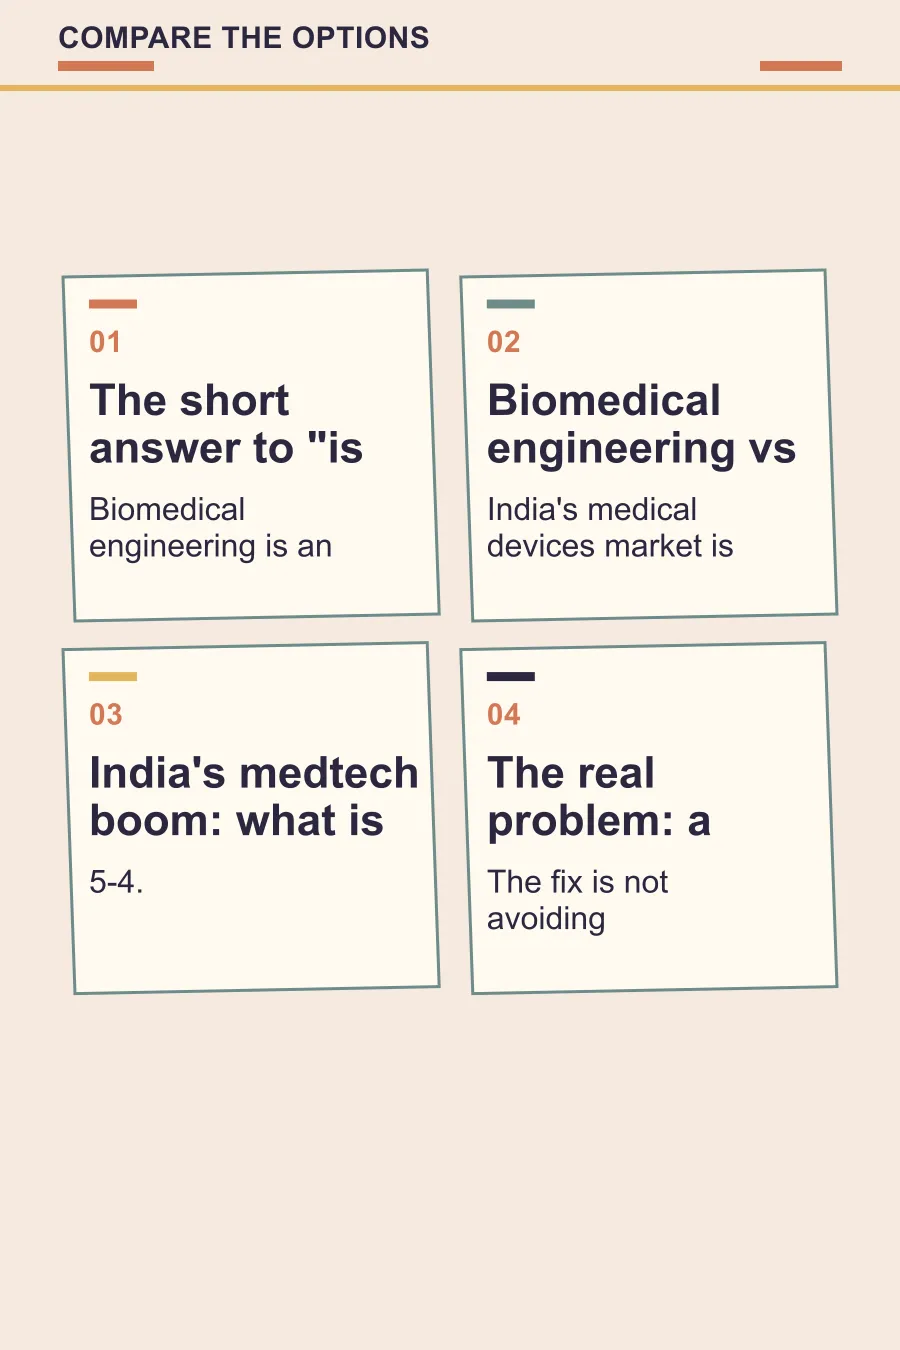 COMPARE THE OPTIONS
01
The short
answer to "is
Biomedical
engineering is an
02
Biomedical
engineering vs
India's medical
devices market is
03
India's medtech
boom: what is
5-4.
04
The real
problem: a
The fix is not
avoiding